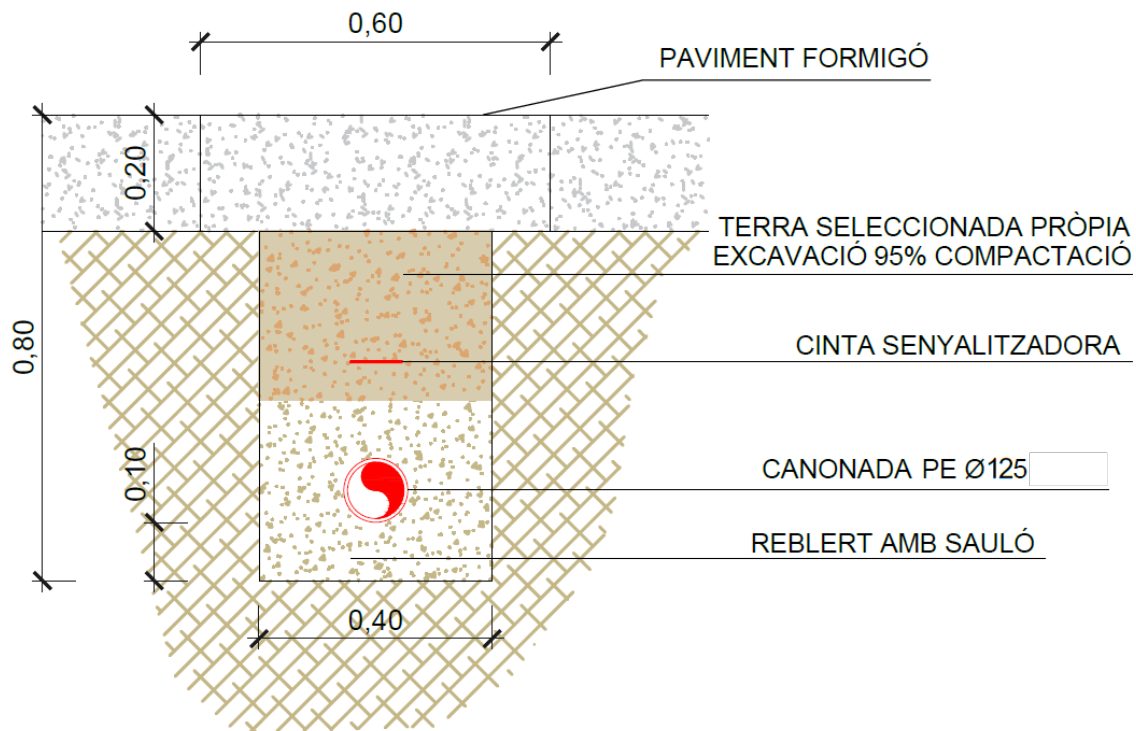 0,60
PAVIMENT FORMIGÓ
0,20
TERRA SELECCIONADA PRÒPIA
EXCAVACIÓ 95% COMPACTACIÓ
0,80
CINTA SENYALITZADORA
0,10
CANONADA PE Ø125
REBLERT AMB SAULÓ
0,40